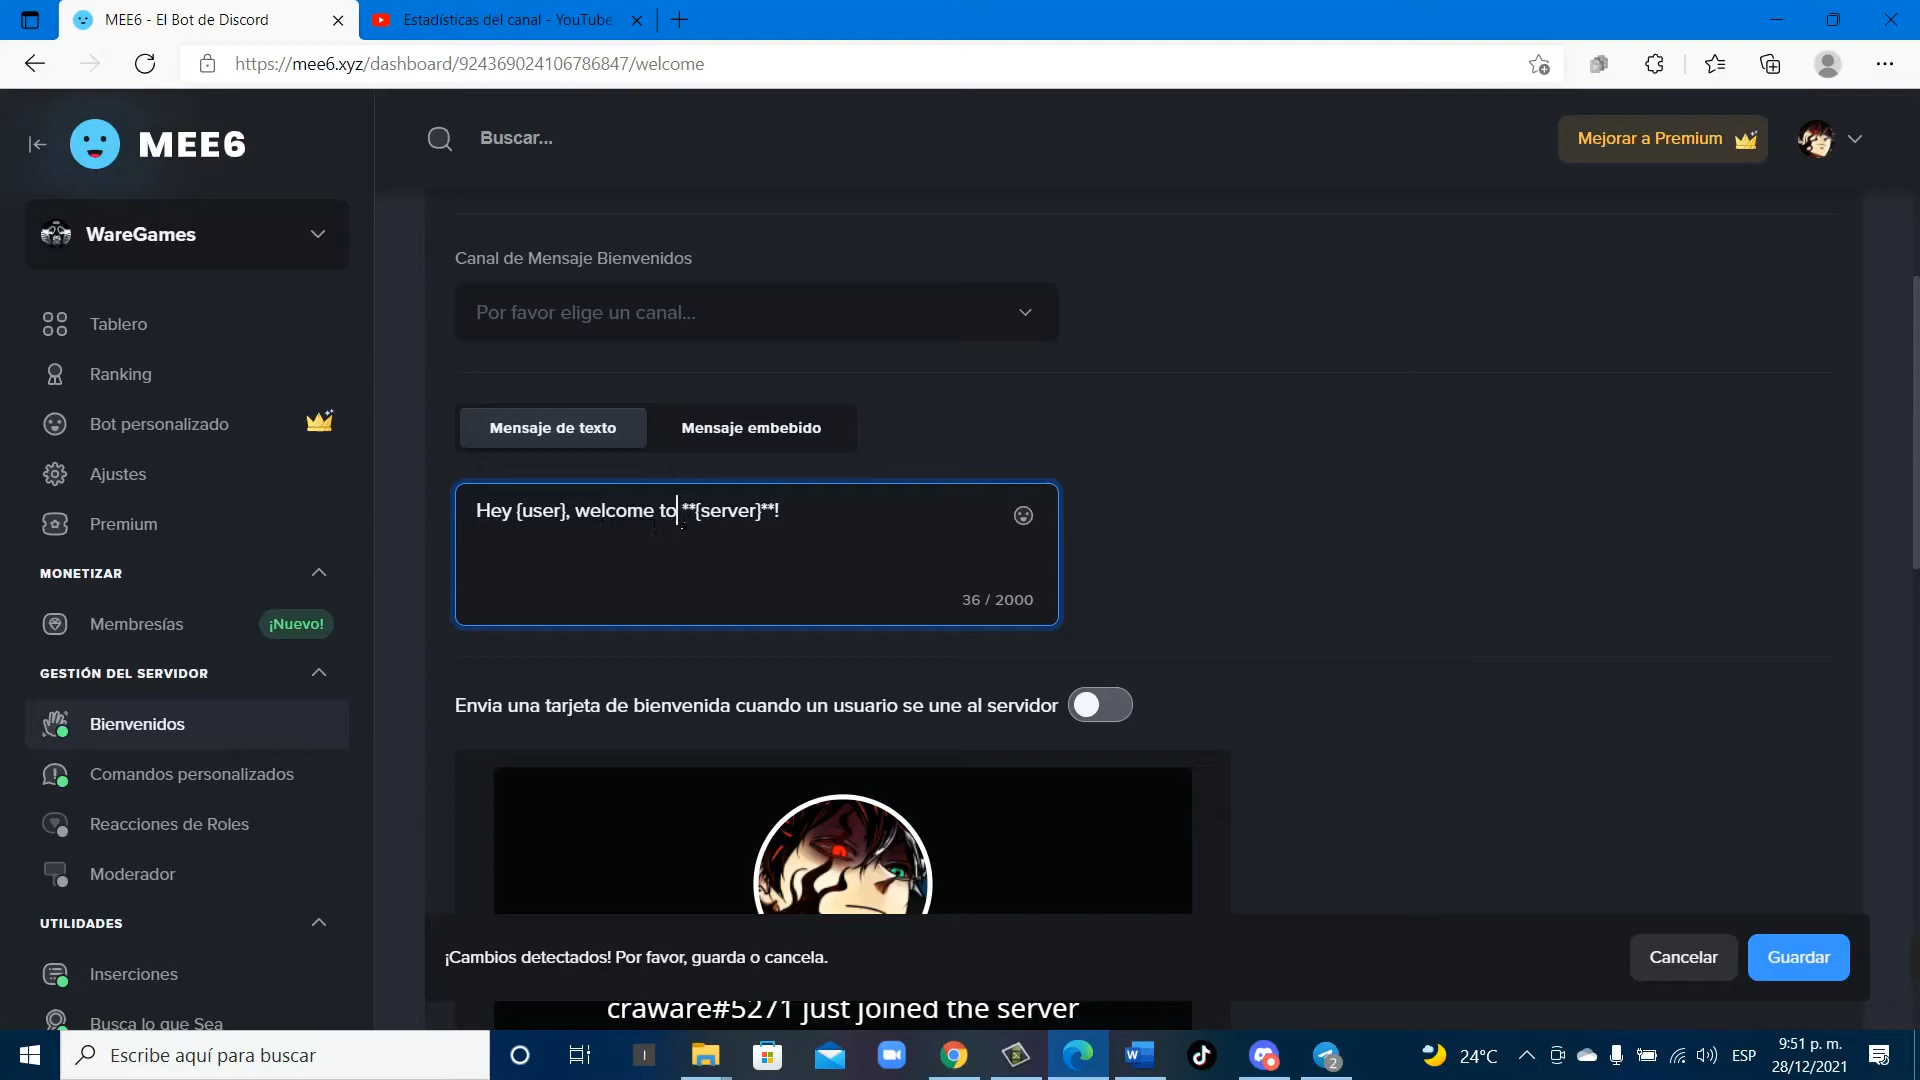 MEE6 - El Bot de Discord
Estadísticas del canal - YouTube
https://mee6.xyz/dashboard/924369024106786847/welcome
MEE6
Buscar...
Mejorar a Premium
WareGames
Tablero
Ranking
Bot personalizado
Ajustes
Premium
MONETIZAR
Membresías
¡Nuevo!
GESTIÓN DEL SERVIDOR
Bienvenidos
Comandos personalizados
Reacciones de Roles
Moderador
UTILIDADES
Inserciones
Busca lo que Sea
Canal de Mensaje Bienvenidos
Por favor elige un canal...
Mensaje de texto
Mensaje embebido
Hey {user}, welcome to **{server}**!
36 / 2000
Envia una tarjeta de bienvenida cuando un usuario se une al servidor
¡Cambios detectados! Por favor, guarda o cancela.
Cancelar
Guardar
craware#5271 just joined the server
Escribe aquí para buscar
2
24°C
ESP
9:51 p. m.
28/12/2021